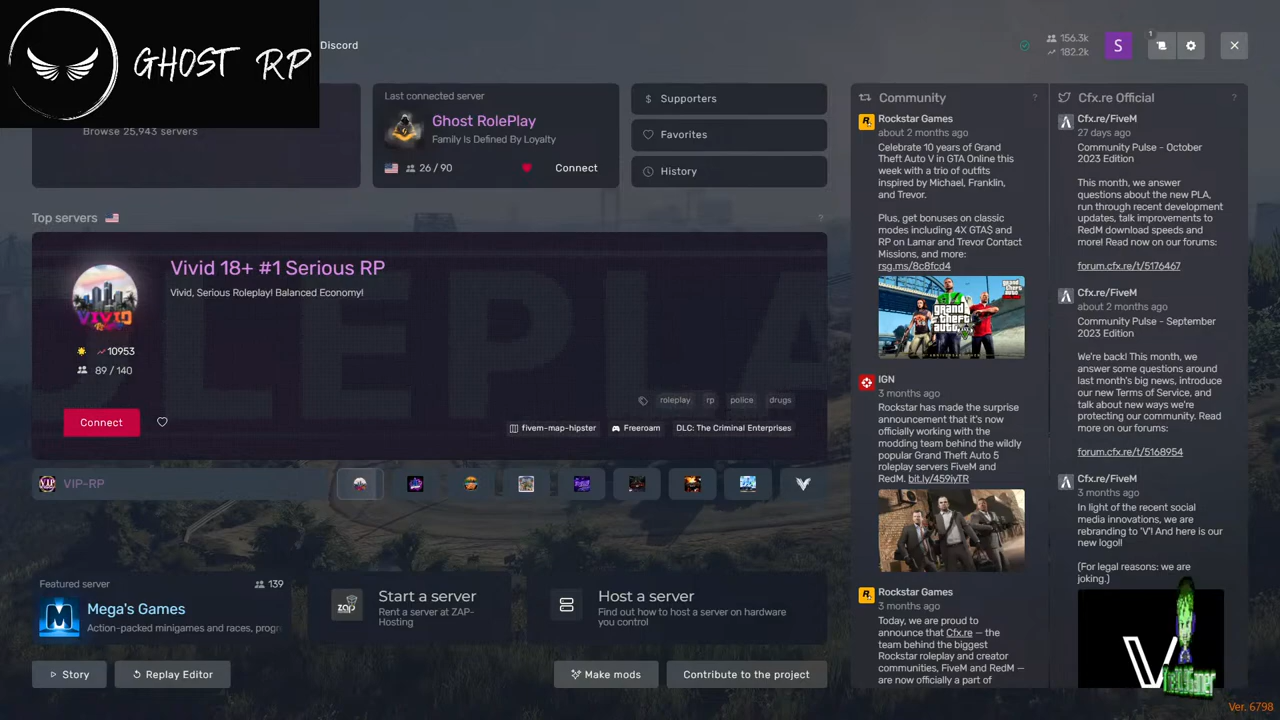 GHOST RP
Discord
156.3k
182.2k
S
1
Browse 25,943 servers
Last connected server
Ghost RolePlay
Family Is Defined By Loyalty
26 / 90
Connect
$ Supporters
Favorites
History
Top servers
?
Vivid 18+ #1 Serious RP
Vivid, Serious Roleplay! Balanced Economy!
VIVID
10953
89 / 140
Connect
roleplay rp police drugs
fivem-map-hipster Freeroam DLC: The Criminal Enterprises
VIP-RP
Featured server
139
Mega's Games
Action-packed minigames and races, progr
ZAP
Start a server
Rent a server at ZAP-
Hosting
Host a server
Find out how to host a server on hardware
you control
Story
Replay Editor
Make mods
Contribute to the project
Community ?
Rockstar Games
about 2 months ago
Celebrate 10 years of Grand
Theft Auto V in GTA Online this
week with a trio of outfits
inspired by Michael, Franklin,
and Trevor.
Plus, get bonuses on classic
modes including 4X GTA$ and
RP on Lamar and Trevor Contact
Missions, and more:
rsg.ms/8c8fcd4
grand
theft
auto
IGN
3 months ago
Rockstar has made the surprise
announcement that it's now
officially working with the
modding team behind the wildly
popular Grand Theft Auto 5
roleplay servers FiveM and
RedM. bit.ly/459iyTR
Rockstar Games
3 months ago
Today, we are proud to
announce that Cfx.re — the
team behind the biggest
Rockstar roleplay and creator
communities, FiveM and RedM —
are now officially a part of
Cfx.re Official ?
Cfx.re/FiveM
27 days ago
Community Pulse - October
2023 Edition
This month, we answer
questions about the new PLA,
run through recent development
updates, talk improvements to
RedM download speeds and
more! Read now on our forums:
forum.cfx.re/t/5176467
Cfx.re/FiveM
about 2 months ago
Community Pulse - September
2023 Edition
We're back! This month, we
answer some questions around
last month's big news, introduce
our new Terms of Service, and
talk about new ways we're
protecting our community. Read
more on our forums:
forum.cfx.re/t/5168954
Cfx.re/FiveM
3 months ago
In light of the recent social
media innovations, we are
rebranding to 'V'! And here is our
new logo!!
(For legal reasons: we are
joking.)
Ver. 6798